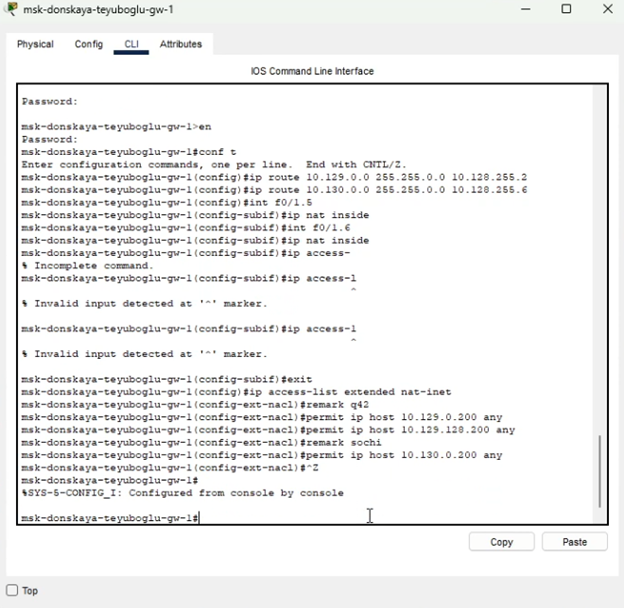 msk-donskaya-teyuboglu-gw-1
Physical Config CLI Attributes
IOS Command Line Interface
Password:
msk-donskaya-teyuboglu-gw-1>en
Password:
msk-donskaya-teyuboglu-gw-1#conf t
Enter configuration commands, one per line. End with CNTL/Z.
msk-donskaya-teyuboglu-gw-1(config)#ip route 10.129.0.0 255.255.0.0 10.128.255.2
msk-donskaya-teyuboglu-gw-1(config)#ip route 10.130.0.0 255.255.0.0 10.128.255.6
msk-donskaya-teyuboglu-gw-1(config)#int f0/1.5
msk-donskaya-teyuboglu-gw-1(config-subif)#ip nat inside
msk-donskaya-teyuboglu-gw-1(config-subif)#int f0/1.6
msk-donskaya-teyuboglu-gw-1(config-subif)#ip nat inside
msk-donskaya-teyuboglu-gw-1(config-subif)#ip access-
% Incomplete command.
msk-donskaya-teyuboglu-gw-1(config-subif)#ip access-l
^
% Invalid input detected at '^' marker.
msk-donskaya-teyuboglu-gw-1(config-subif)#ip access-l
^
% Invalid input detected at '^' marker.
msk-donskaya-teyuboglu-gw-1(config-subif)#exit
msk-donskaya-teyuboglu-gw-1(config)#ip access-list extended nat-inet
msk-donskaya-teyuboglu-gw-1(config-ext-nacl)#remark q42
msk-donskaya-teyuboglu-gw-1(config-ext-nacl)#permit ip host 10.129.0.200 any
msk-donskaya-teyuboglu-gw-1(config-ext-nacl)#permit ip host 10.129.128.200 any
msk-donskaya-teyuboglu-gw-1(config-ext-nacl)#remark sochi
msk-donskaya-teyuboglu-gw-1(config-ext-nacl)#permit ip host 10.130.0.200 any
msk-donskaya-teyuboglu-gw-1(config-ext-nacl)#^Z
msk-donskaya-teyuboglu-gw-1#
%SYS-5-CONFIG_I: Configured from console by console
msk-donskaya-teyuboglu-gw-1#
Copy Paste
Top